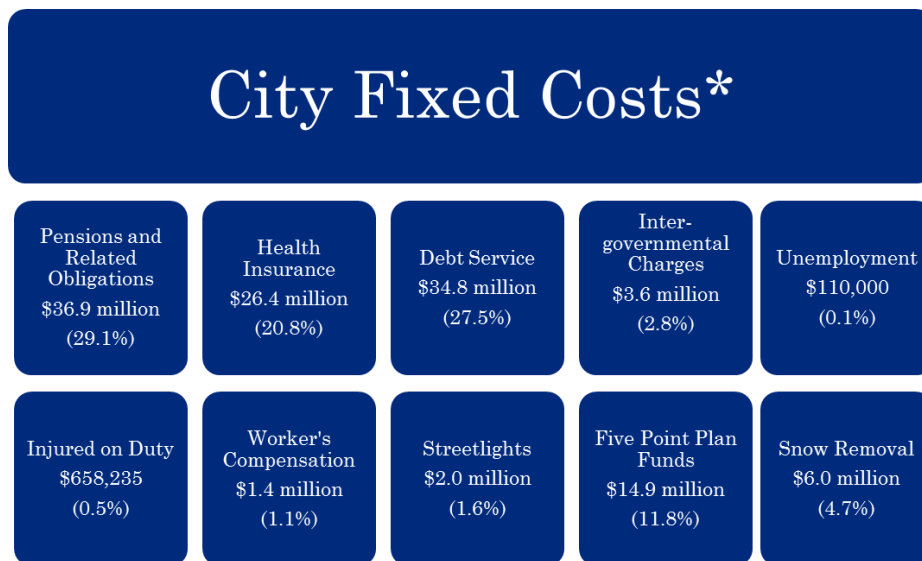 City Fixed Costs*
Pensions and
Related
Obligations
$36.9 million
(29.1%)
Health
Insurance
$26.4 million
(20.8%)
Debt Service
$34.8 million
(27.5%)
Inter-
governmental
Charges
$3.6 million
(2.8%)
Unemployment
$110,000
(0.1%)
Injured on Duty
$658,235
(0.5%)
Worker's
Compensation
$1.4 million
(1.1%)
Streetlights
$2.0 million
(1.6%)
Five Point Plan
Funds
$14.9 million
(11.8%)
Snow Removal
$6.0 million
(4.7%)